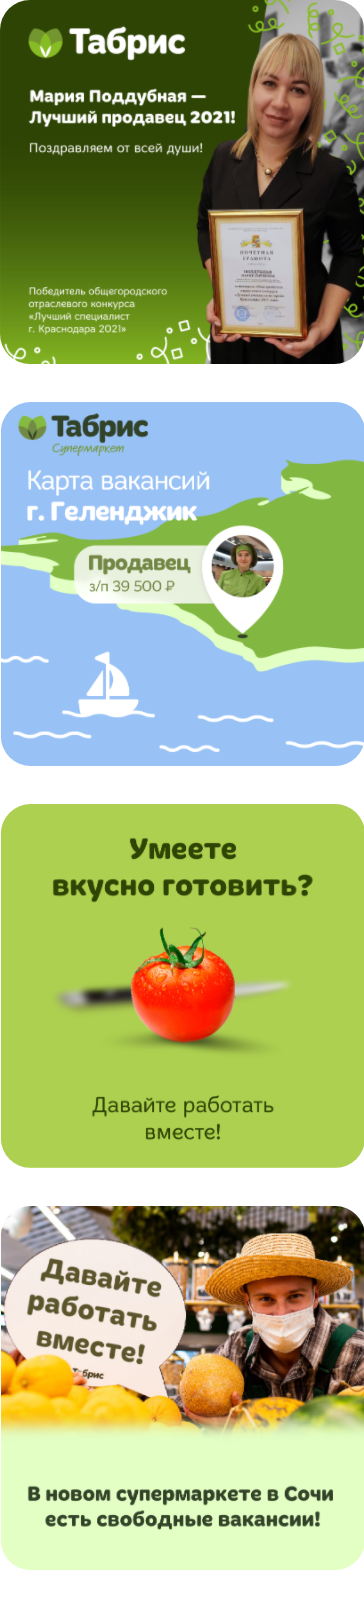 Табрис
Мария Поддубная —
Лучший продавец 2021!
Поздравляем от всей души!
ПОЧЕТНАЯ
ГРАМОТА
Победитель общегородского
отраслевого конкурса
«Лучший специалист
г. Краснодара 2021»
Табрис
Супермаркет
Карта вакансий
г. Геленджик
Продавец
з/п 39 500 ₽
Умеете
вкусно готовить?
Давайте работать
вместе!
Давайте
работать
вместе!
Табрис
В новом супермаркете в Сочи
есть свободные вакансии!